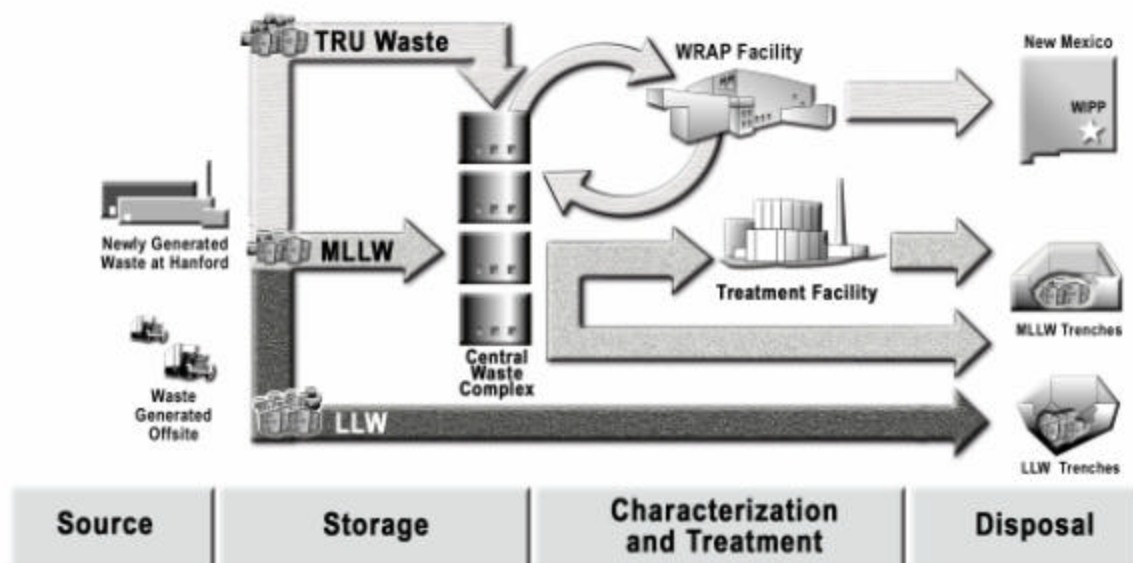 TRU Waste
WRAP Facility
New Mexico
WIPP
Newly Generated
Waste at Hanford
MLLW
Treatment Facility
MLLW Trenches
Central
Waste
Complex
Waste
Generated
Offsite
LLW
LLW Trenches
Source
Storage
Characterization
and Treatment
Disposal